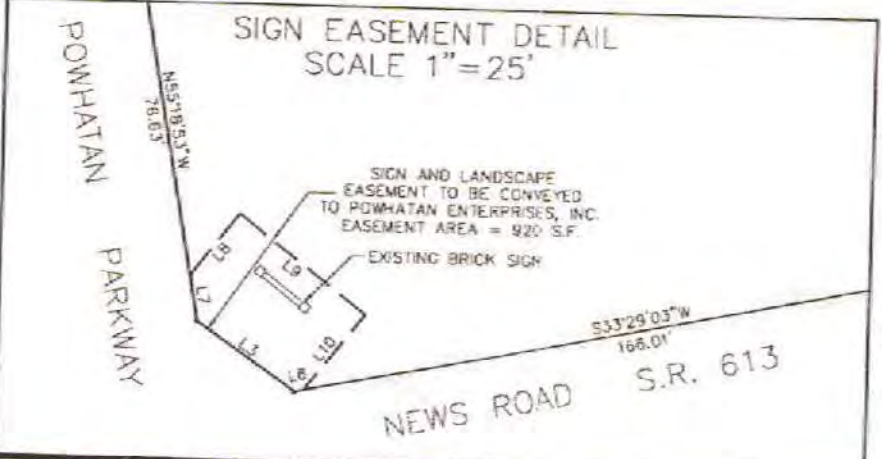 SIGN EASEMENT DETAIL
SCALE 1"=25'
POWHATAN PARKWAY
N55°18'53"W
78.63'
SIGN AND LANDSCAPE
EASEMENT TO BE CONVEYED
TO POWHATAN ENTERPRISES, INC.
EASEMENT AREA = 920 S.F.
EXISTING BRICK SIGN
L8
L9
L7
L3
L10
L6
S33°29'03"W
166.01'
NEWS ROAD S.R. 613